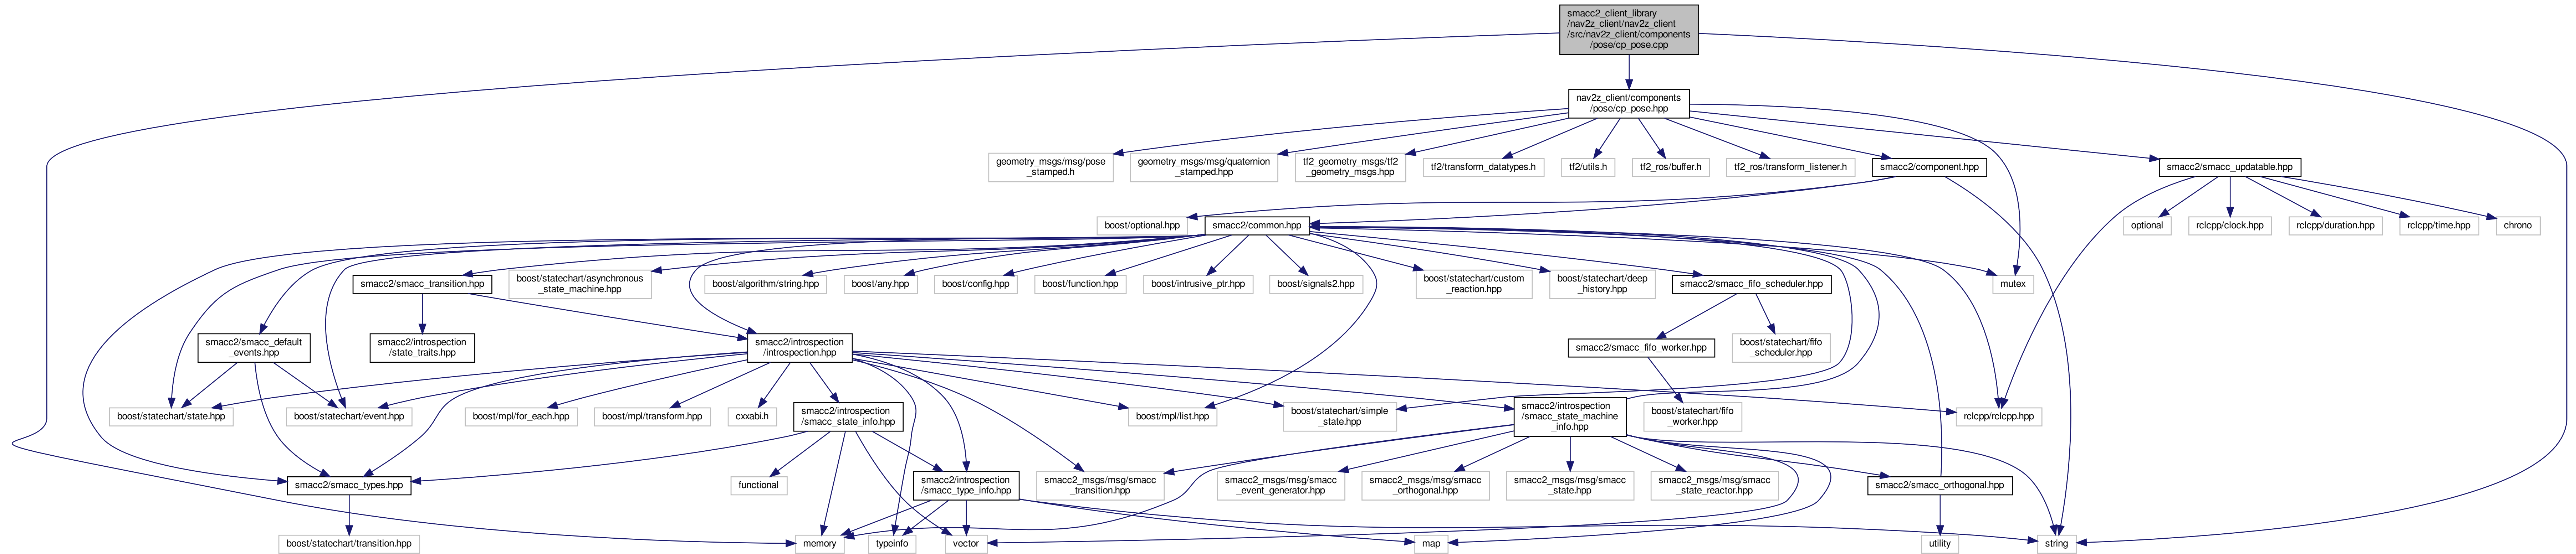 smacc2_client_library
/nav2z_client/nav2z_client
/src/nav2z_client/components
/pose/cp_pose.cpp
nav2z_client/components
/pose/cp_pose.hpp
geometry_msgs/msg/pose
_stamped.h
geometry_msgs/msg/quaternion
_stamped.hpp
tf2_geometry_msgs/tf2
_geometry_msgs.hpp
tf2/transform_datatypes.h
tf2/utils.h
tf2_ros/buffer.h
tf2_ros/transform_listener.h
smacc2/component.hpp
smacc2/smacc_updatable.hpp
boost/optional.hpp
smacc2/common.hpp
optional
rclcpp/clock.hpp
rclcpp/duration.hpp
rclcpp/time.hpp
chrono
smacc2/smacc_transition.hpp
boost/statechart/asynchronous
_state_machine.hpp
boost/algorithm/string.hpp
boost/any.hpp
boost/config.hpp
boost/function.hpp
boost/intrusive_ptr.hpp
boost/signals2.hpp
boost/statechart/custom
_reaction.hpp
boost/statechart/deep
_history.hpp
smacc2/smacc_fifo_scheduler.hpp
mutex
smacc2/smacc_default
_events.hpp
smacc2/introspection
/state_traits.hpp
smacc2/introspection
/introspection.hpp
smacc2/smacc_fifo_worker.hpp
boost/statechart/fifo
_scheduler.hpp
boost/statechart/state.hpp
boost/statechart/event.hpp
boost/mpl/for_each.hpp
boost/mpl/transform.hpp
cxxabi.h
smacc2/introspection
/smacc_state_info.hpp
boost/mpl/list.hpp
boost/statechart/simple
_state.hpp
smacc2/introspection
/smacc_state_machine
_info.hpp
boost/statechart/fifo
_worker.hpp
rclcpp/rclcpp.hpp
smacc2/smacc_types.hpp
functional
smacc2/introspection
/smacc_type_info.hpp
smacc2_msgs/msg/smacc
_transition.hpp
smacc2_msgs/msg/smacc
_event_generator.hpp
smacc2_msgs/msg/smacc
_orthogonal.hpp
smacc2_msgs/msg/smacc
_state.hpp
smacc2_msgs/msg/smacc
_state_reactor.hpp
smacc2/smacc_orthogonal.hpp
boost/statechart/transition.hpp
memory
typeinfo
vector
map
utility
string